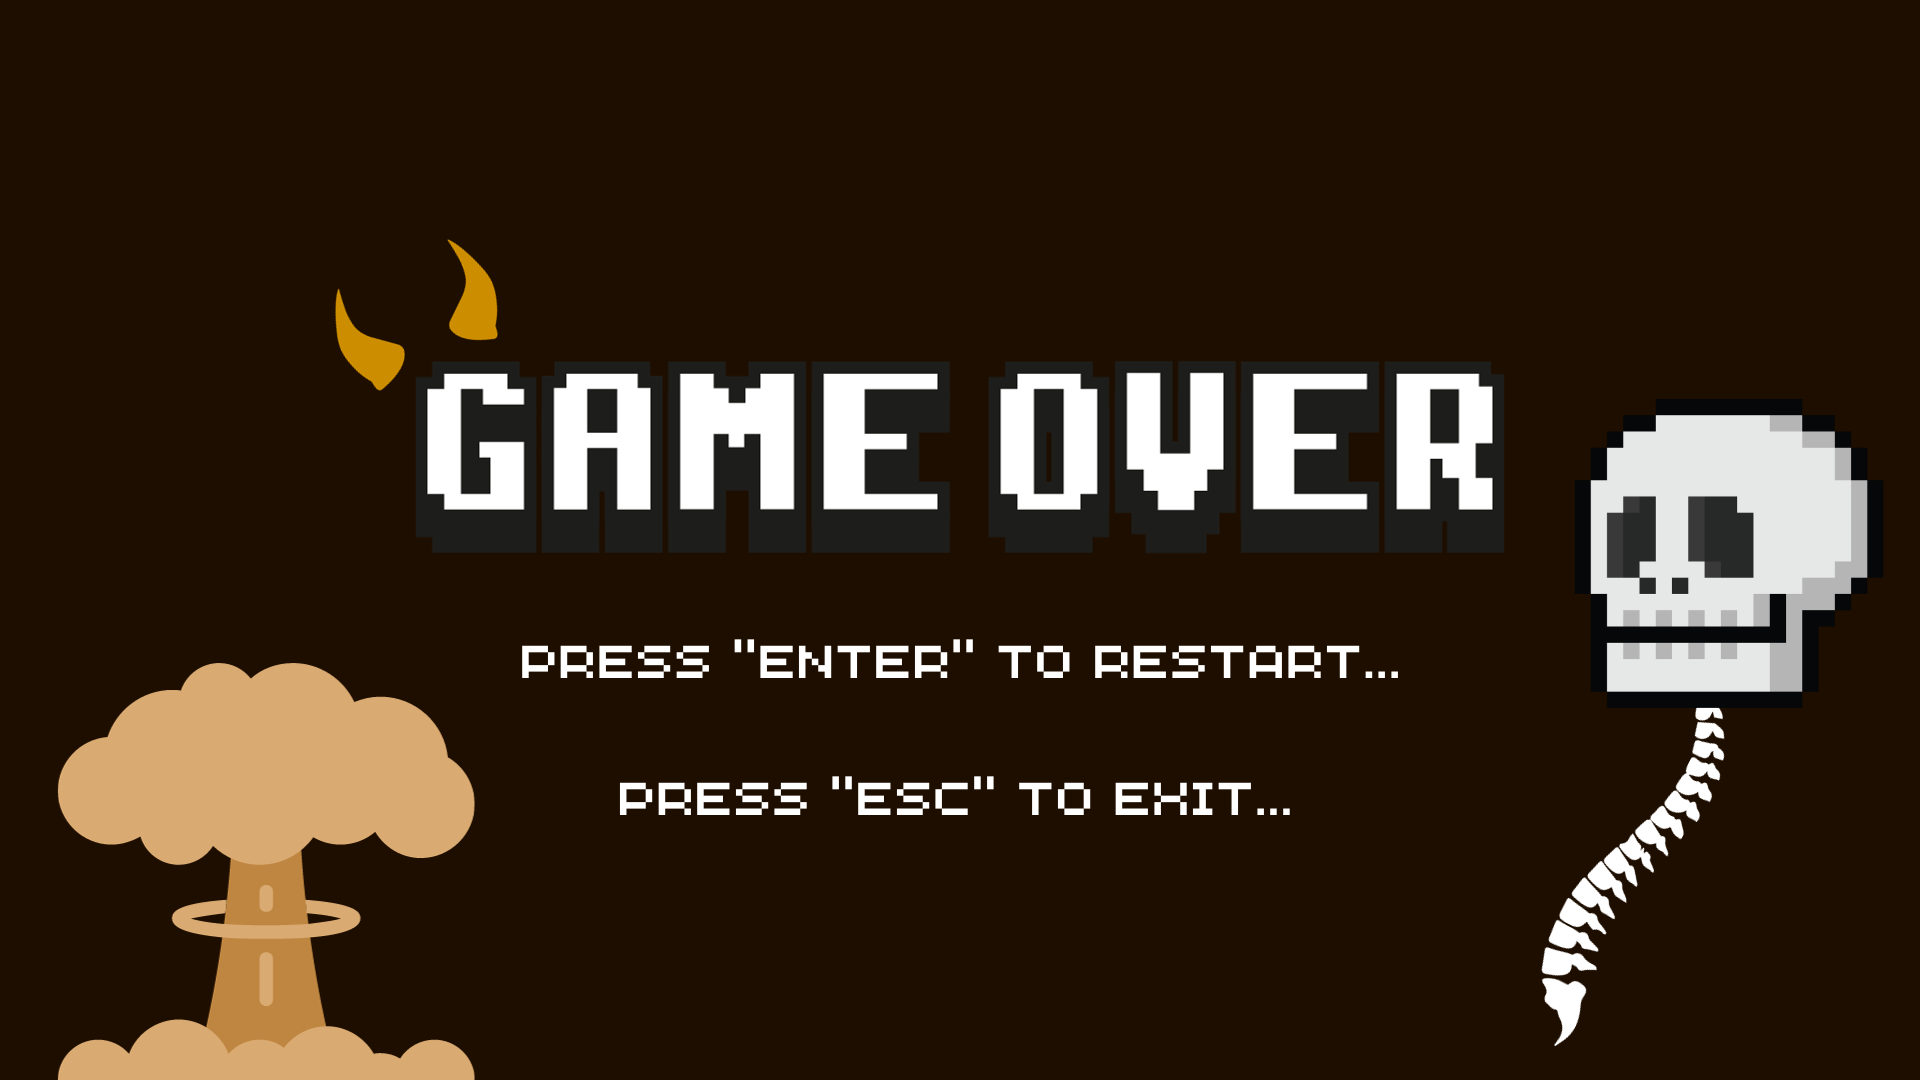 GAME OVER
PRESS "ENTER" TO RESTART...
PRESS "ESC" TO EXIT...